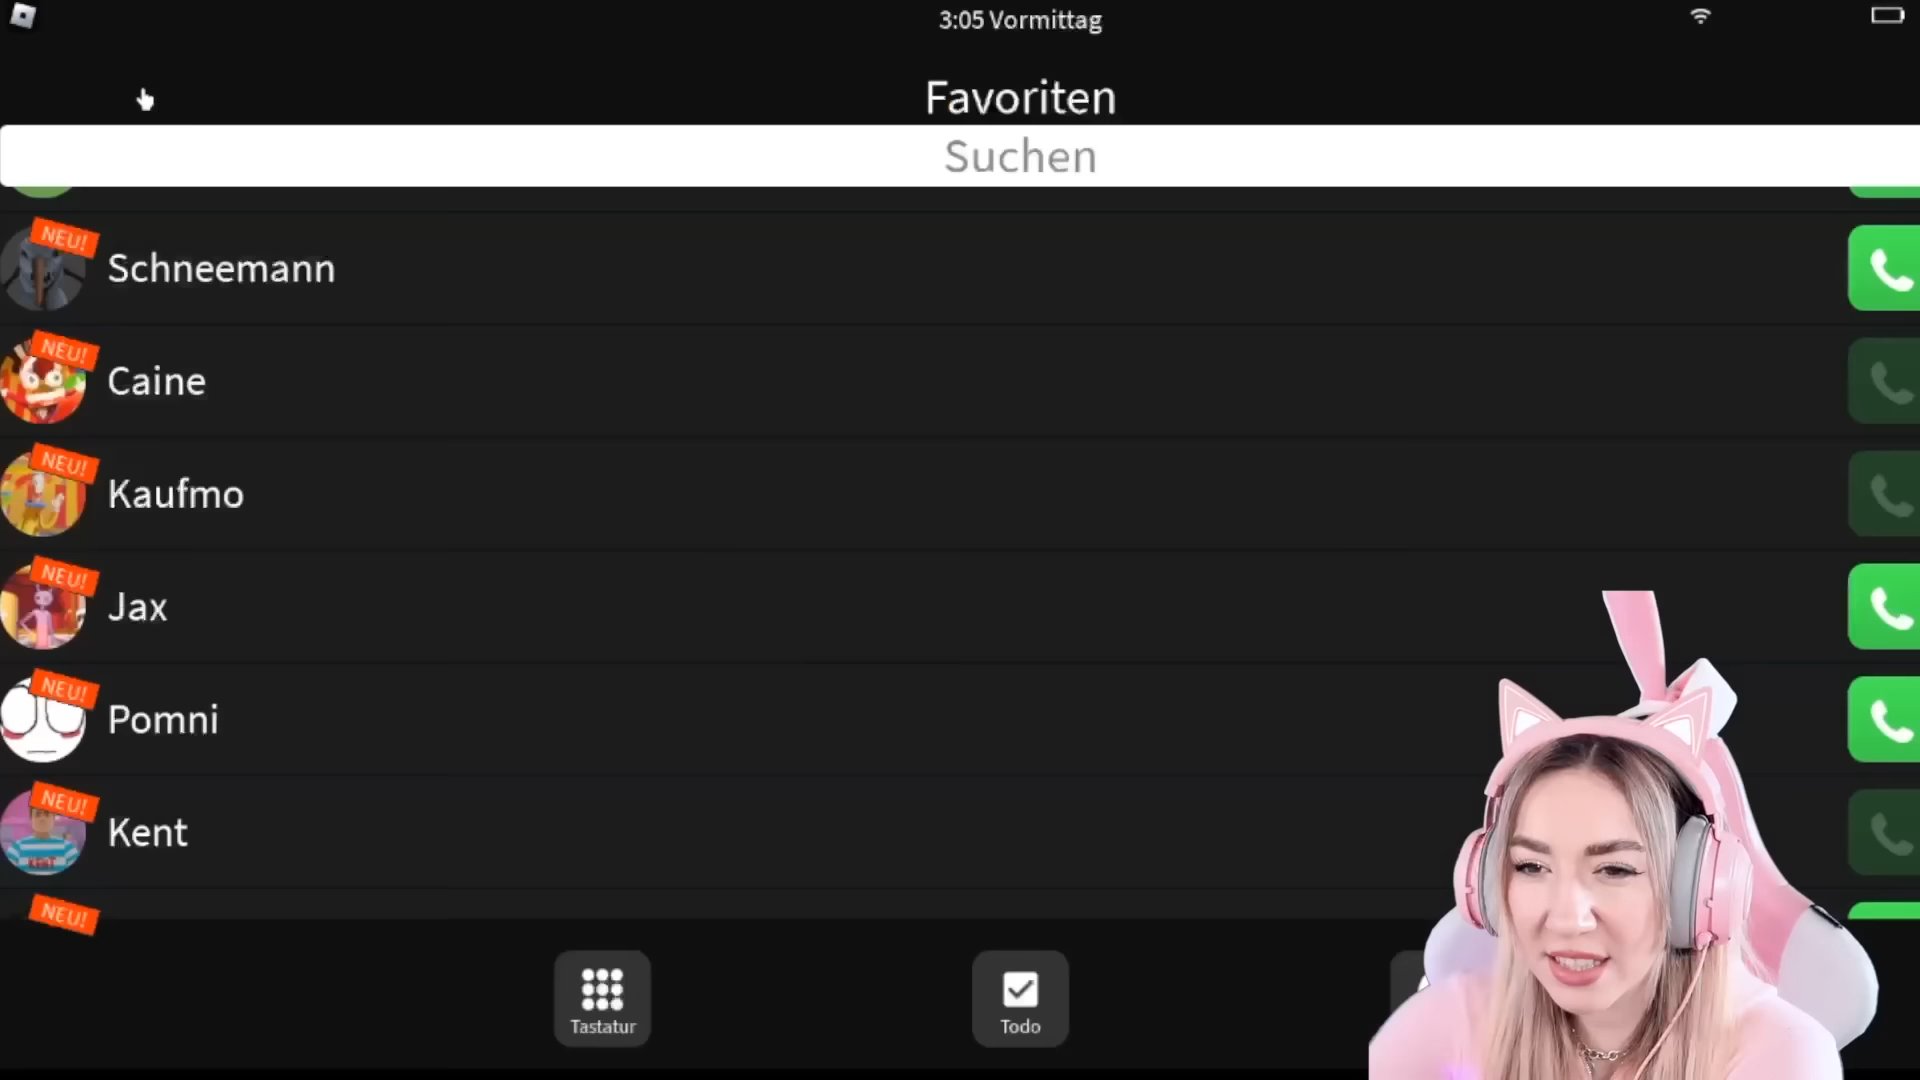 3:05 Vormittag
Favoriten
Suchen
NEU!
Schneemann
NEU!
Caine
NEU!
Kaufmo
NEU!
Jax
NEU!
Pomni
NEU!
Kent
NEU!
Tastatur
Todo